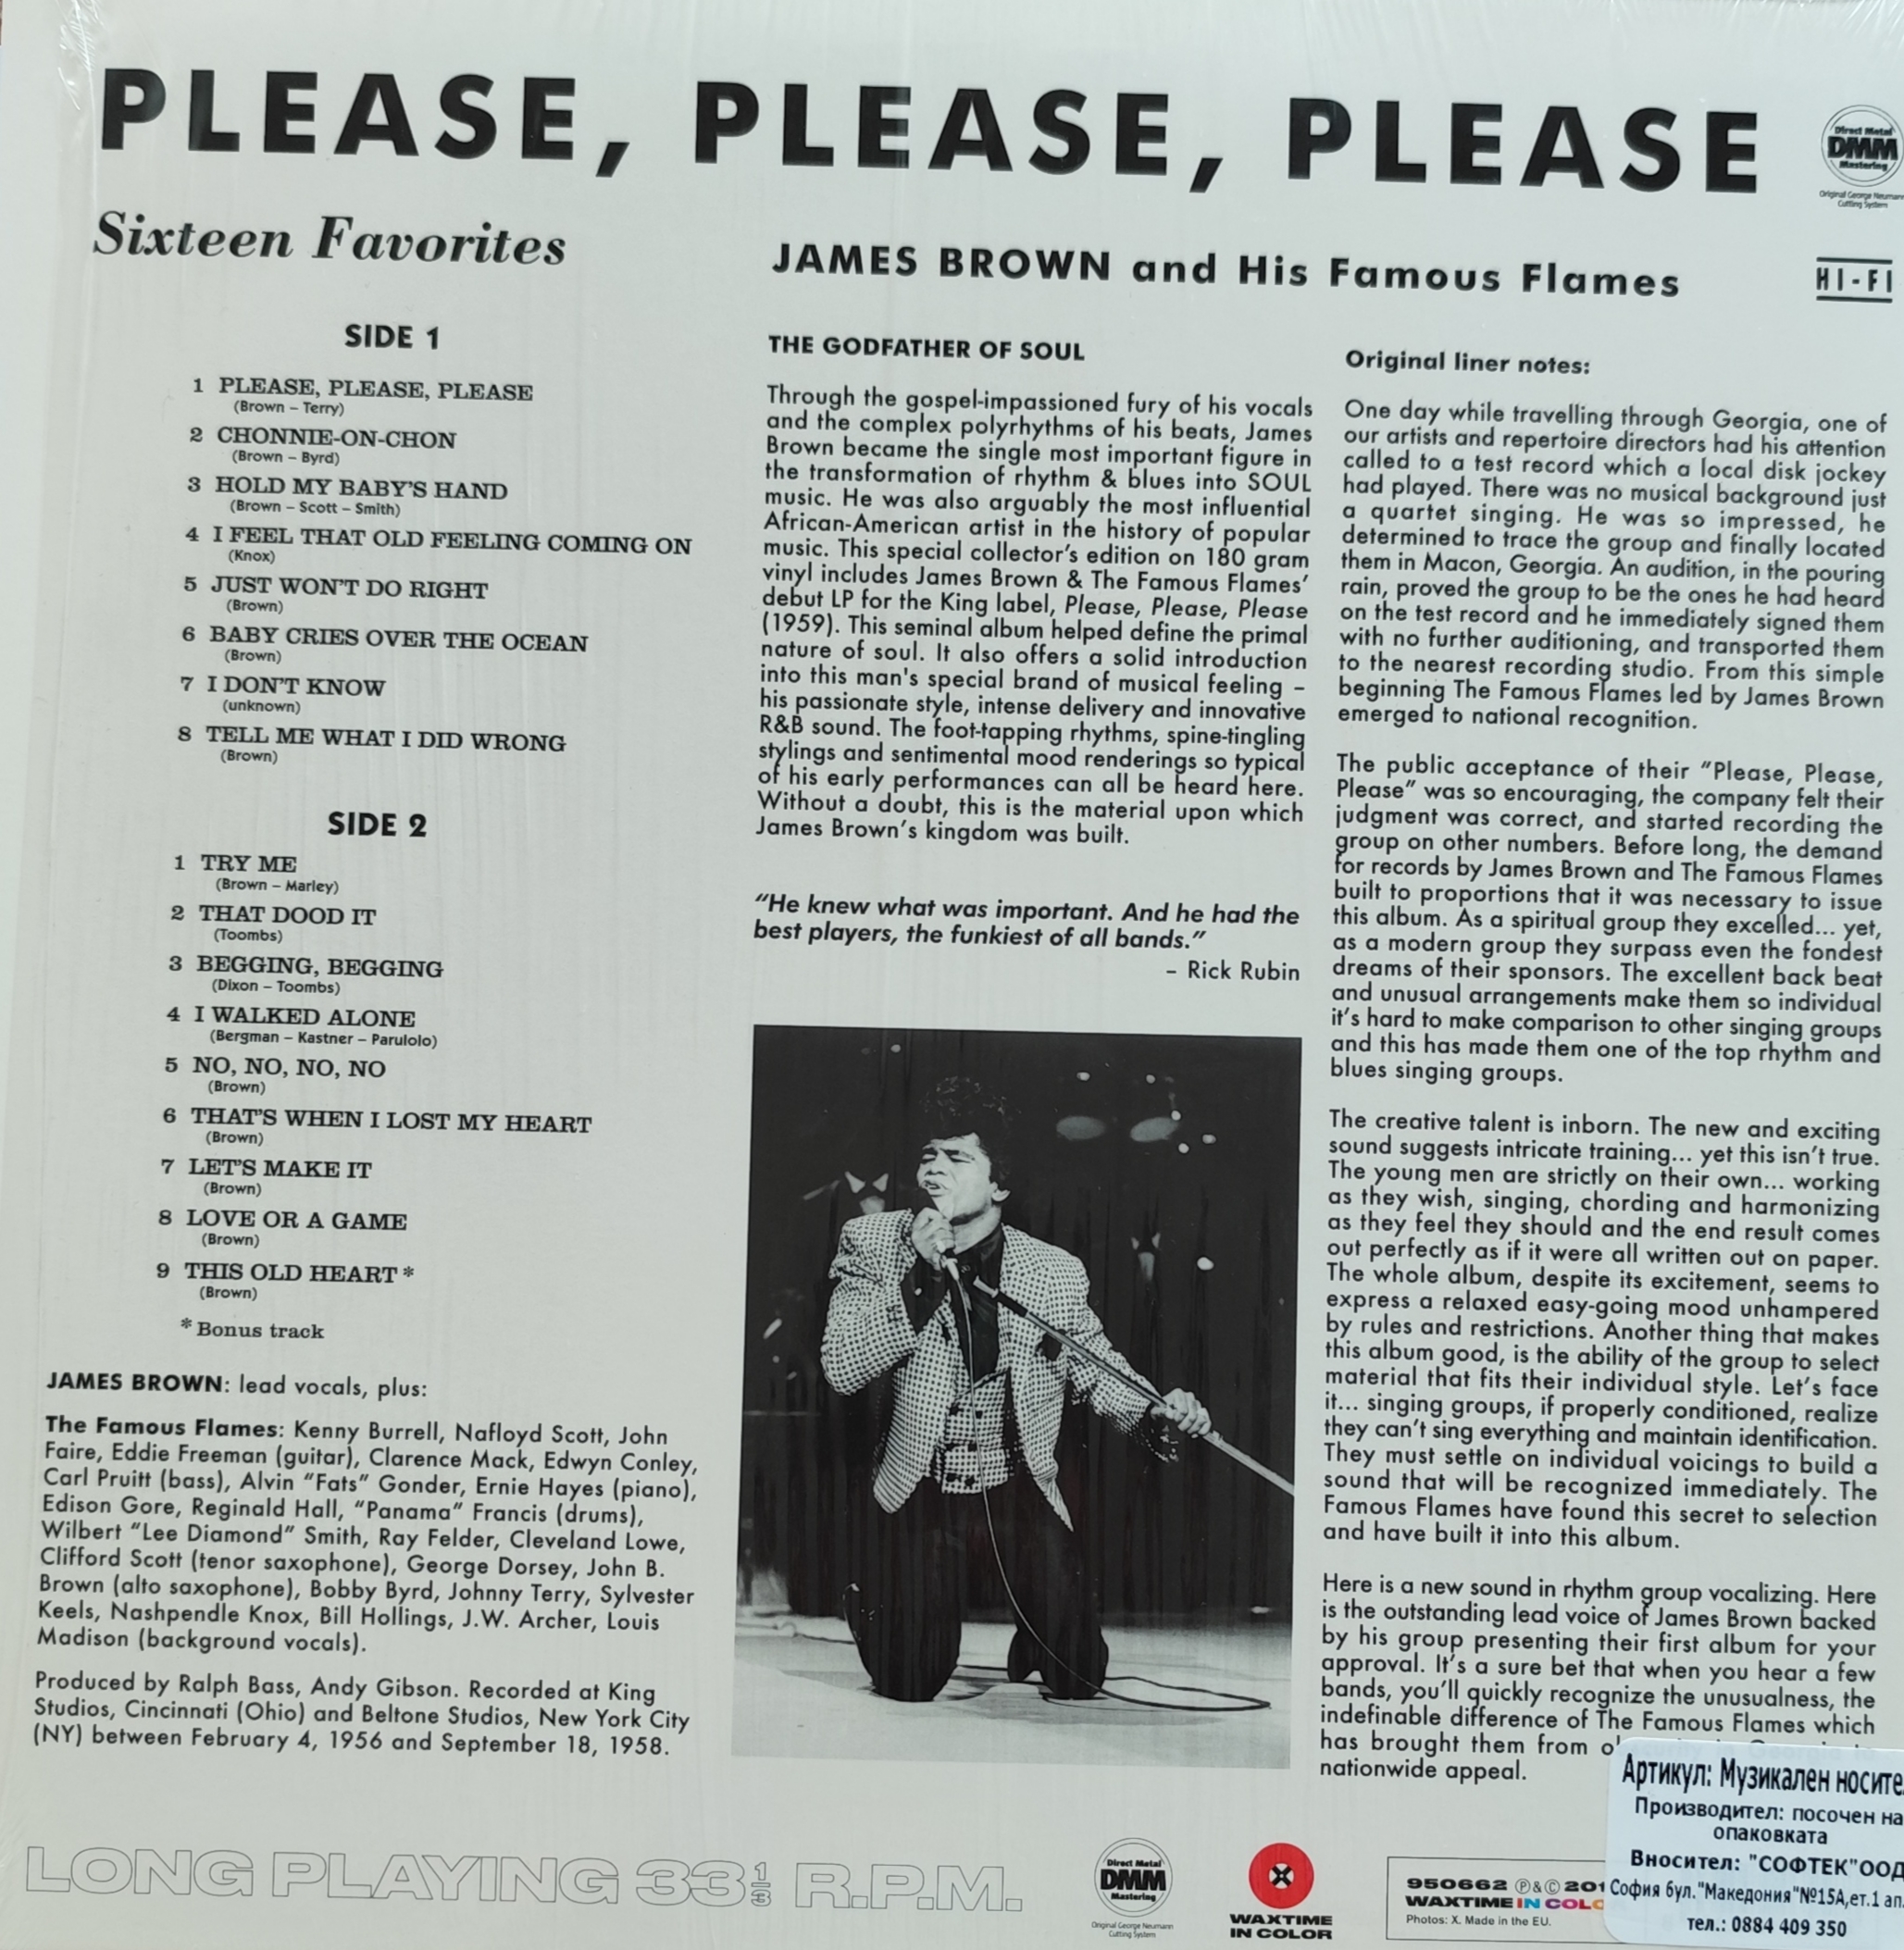 PLEASE, PLEASE, PLEASE
Direct Metal
DMM
Mastering
Original George Neumann
Cutting System
Sixteen Favorites
JAMES BROWN and His Famous Flames
HI-FI
SIDE 1
1 PLEASE, PLEASE, PLEASE
(Brown – Terry)
2 CHONNIE-ON-CHON
(Brown – Byrd)
3 HOLD MY BABY'S HAND
(Brown – Scott – Smith)
4 I FEEL THAT OLD FEELING COMING ON
(Knox)
5 JUST WON'T DO RIGHT
(Brown)
6 BABY CRIES OVER THE OCEAN
(Brown)
7 I DON'T KNOW
(unknown)
8 TELL ME WHAT I DID WRONG
(Brown)
SIDE 2
1 TRY ME
(Brown – Marley)
2 THAT DOOD IT
(Toombs)
3 BEGGING, BEGGING
(Dixon – Toombs)
4 I WALKED ALONE
(Bergman – Kastner – Parulolo)
5 NO, NO, NO, NO
(Brown)
6 THAT'S WHEN I LOST MY HEART
(Brown)
7 LET'S MAKE IT
(Brown)
8 LOVE OR A GAME
(Brown)
9 THIS OLD HEART *
(Brown)
* Bonus track
JAMES BROWN: lead vocals, plus:
The Famous Flames: Kenny Burrell, Nafloyd Scott, John
Faire, Eddie Freeman (guitar), Clarence Mack, Edwyn Conley,
Carl Pruitt (bass), Alvin "Fats" Gonder, Ernie Hayes (piano),
Edison Gore, Reginald Hall, "Panama" Francis (drums),
Wilbert "Lee Diamond" Smith, Ray Felder, Cleveland Lowe,
Clifford Scott (tenor saxophone), George Dorsey, John B.
Brown (alto saxophone), Bobby Byrd, Johnny Terry, Sylvester
Keels, Nashpendle Knox, Bill Hollings, J.W. Archer, Louis
Madison (background vocals).
Produced by Ralph Bass, Andy Gibson. Recorded at King
Studios, Cincinnati (Ohio) and Beltone Studios, New York City
(NY) between February 4, 1956 and September 18, 1958.
THE GODFATHER OF SOUL
Through the gospel-impassioned fury of his vocals
and the complex polyrhythms of his beats, James
Brown became the single most important figure in
the transformation of rhythm & blues into SOUL
music. He was also arguably the most influential
African-American artist in the history of popular
music. This special collector's edition on 180 gram
vinyl includes James Brown & The Famous Flames'
debut LP for the King label, Please, Please, Please
(1959). This seminal album helped define the primal
nature of soul. It also offers a solid introduction
into this man's special brand of musical feeling –
his passionate style, intense delivery and innovative
R&B sound. The foot-tapping rhythms, spine-tingling
stylings and sentimental mood renderings so typical
of his early performances can all be heard here.
Without a doubt, this is the material upon which
James Brown's kingdom was built.
"He knew what was important. And he had the
best players, the funkiest of all bands."
– Rick Rubin
Original liner notes:
One day while travelling through Georgia, one of
our artists and repertoire directors had his attention
called to a test record which a local disk jockey
had played. There was no musical background just
a quartet singing. He was so impressed, he
determined to trace the group and finally located
them in Macon, Georgia. An audition, in the pouring
rain, proved the group to be the ones he had heard
on the test record and he immediately signed them
with no further auditioning, and transported them
to the nearest recording studio. From this simple
beginning The Famous Flames led by James Brown
emerged to national recognition.
The public acceptance of their "Please, Please,
Please" was so encouraging, the company felt their
judgment was correct, and started recording the
group on other numbers. Before long, the demand
for records by James Brown and The Famous Flames
built to proportions that it was necessary to issue
this album. As a spiritual group they excelled... yet,
as a modern group they surpass even the fondest
dreams of their sponsors. The excellent back beat
and unusual arrangements make them so individual
it's hard to make comparison to other singing groups
and this has made them one of the top rhythm and
blues singing groups.
The creative talent is inborn. The new and exciting
sound suggests intricate training... yet this isn't true.
The young men are strictly on their own... working
as they wish, singing, chording and harmonizing
as they feel they should and the end result comes
out perfectly as if it were all written out on paper.
The whole album, despite its excitement, seems to
express a relaxed easy-going mood unhampered
by rules and restrictions. Another thing that makes
this album good, is the ability of the group to select
material that fits their individual style. Let's face
it... singing groups, if properly conditioned, realize
they can't sing everything and maintain identification.
They must settle on individual voicings to build a
sound that will be recognized immediately. The
Famous Flames have found this secret to selection
and have built it into this album.
Here is a new sound in rhythm group vocalizing. Here
is the outstanding lead voice of James Brown backed
by his group presenting their first album for your
approval. It's a sure bet that when you hear a few
bands, you'll quickly recognize the unusualness, the
indefinable difference of The Famous Flames which
has brought them from
nationwide appeal.
LONG PLAYING 33 1/3 R.P.M.
Direct Metal
DMM
Mastering
Original George Neumann
Cutting System
WAXTIME
IN COLOR
950662 Ⓟ&© 201
WAXTIME IN COLO
Photos: X. Made in the EU.
Артикул: Музикален носите
Производител: посочен на
опаковката
Вносител: "СОФТЕК"ООД
София бул."Македония"№15А,ет.1 ап.
тел.: 0884 409 350